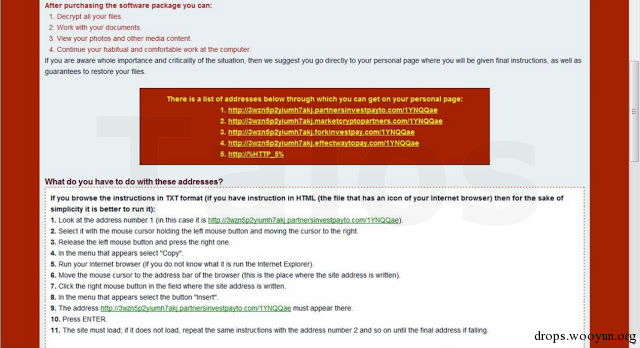 After purchasing the software package you can:
1. Decrypt all your files.
2. Work with your documents.
3. View your photos and other media content.
4. Continue your habitual and comfortable work at the computer.
If you are aware whole importance and criticality of the situation, then we suggest you go directly to your personal page where you will be given final instructions, as well as
guarantees to restore your files.
There is a list of addresses below through which you can get on your personal page:
1. http://3wzn5p2yiumh7akj.partnersinvestpayto.com/1YNQQae
2. http://3wzn5p2yiumh7akj.marketcryptopartners.com/1YNQQae
3. http://3wzn5p2yiumh7akj.forkinvestpay.com/1YNQQae
4. http://3wzn5p2yiumh7akj.effectwaytopay.com/1YNQQae
5. http://%HTTP_5%
What do you have to do with these addresses?
If you browse the instructions in TXT format (if you have instruction in HTML (the file that has an icon of your Internet browser) then for the sake of
simplicity it is better to run it):
1. Look at the address number 1 (in this case it is http://3wzn5p2yiumh7akj.partnersinvestpayto.com/1YNQQae).
2. Select it with the mouse cursor holding the left mouse button and moving the cursor to the right.
3. Release the left mouse button and press the right one.
4. In the menu that appears select "Copy".
5. Run your Internet browser (if you do not know what it is run the Internet Explorer).
6. Move the mouse cursor to the address bar of the browser (this is the place where the site address is written).
7. Click the right mouse button in the field where the site address is written.
8. In the menu that appears select the button "Insert".
9. The address http://3wzn5p2yiumh7akj.partnersinvestpayto.com/1YNQQae must appear there.
10. Press ENTER.
11. The site must load; if it does not load, repeat the same instructions with the address number 2 and so on until the final address if falling.
Talos
drops.wooyun.org